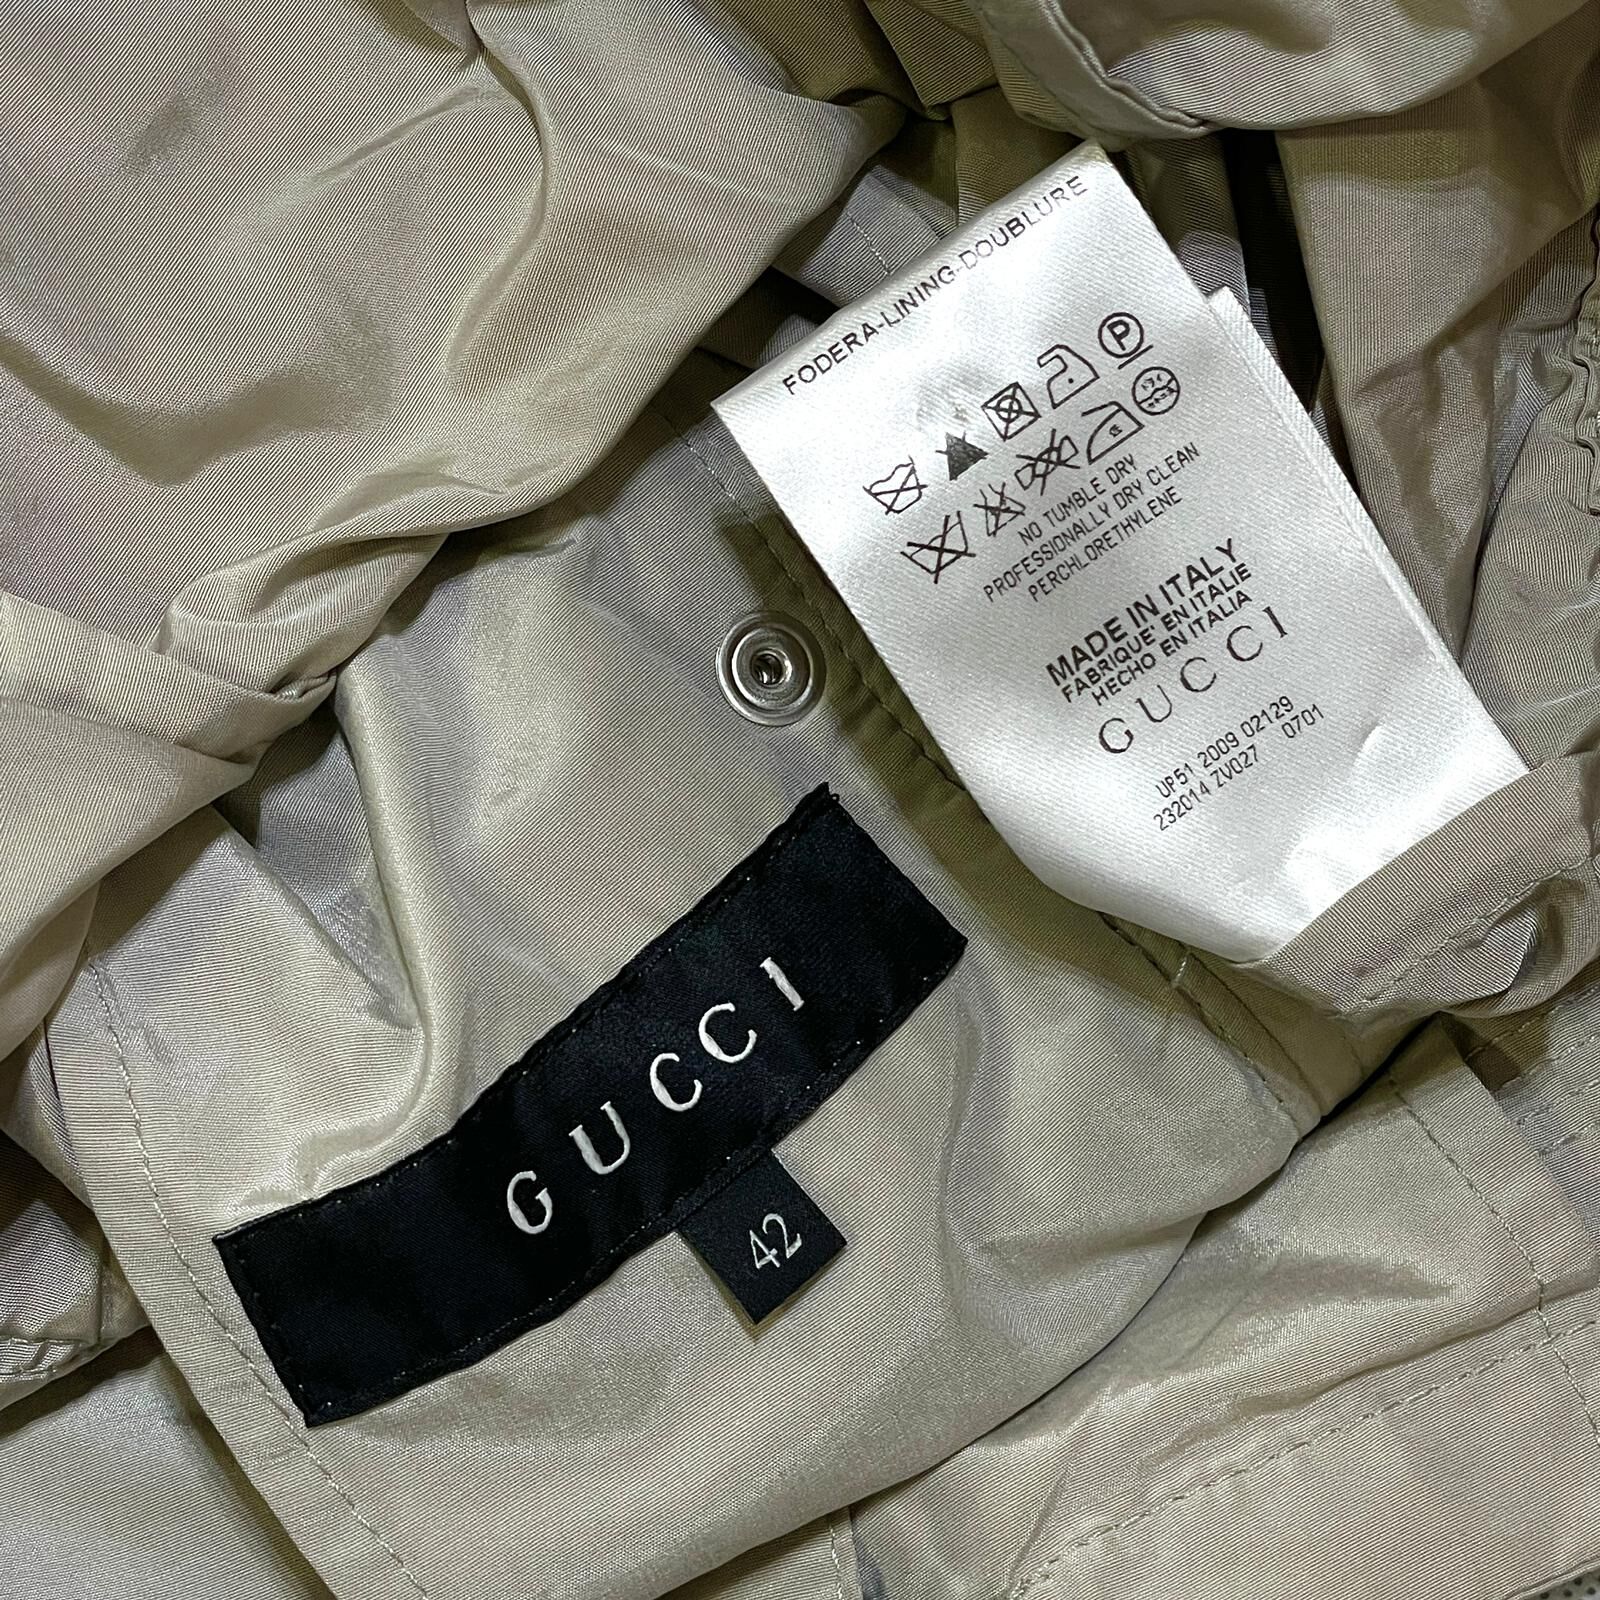 FODERA-LINING-DOUBLURE
P
NO TUMBLE DRY
PROFESSIONALLY DRY CLEAN
PERCHLORETHYLENE
MADE IN ITALY
FABRIQUE' EN ITALIE
HECHO EN ITALIA
GUCCI
UP51 2009 02129
232014 ZV027 0701
GUCCI
42